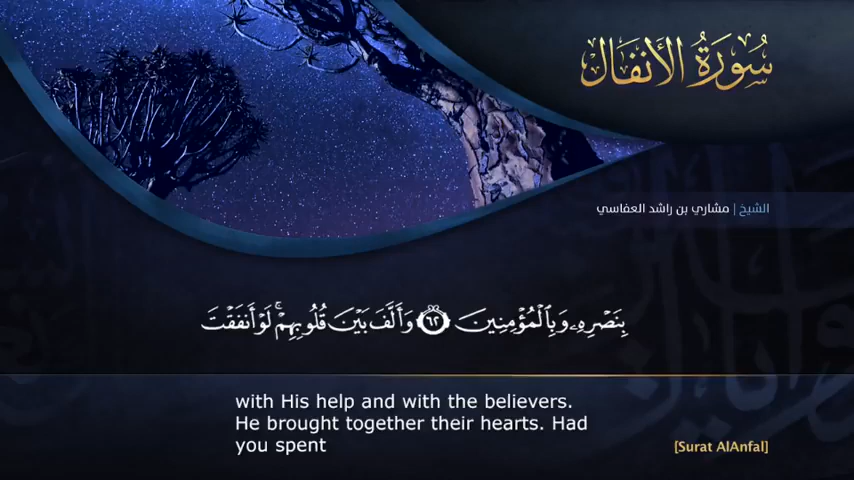 سُورَةُ الأَنفَال
الشيخ | مشاري بن راشد العفاسي
بِنَصْرِهِۦ وَبِٱلْمُؤْمِنِينَ ﴿٦٢﴾ وَأَلَّفَ بَيْنَ قُلُوبِهِمْ ۚ لَوْ أَنفَقْتَ
with His help and with the believers.
He brought together their hearts. Had
you spent
[Surat AlAnfal]